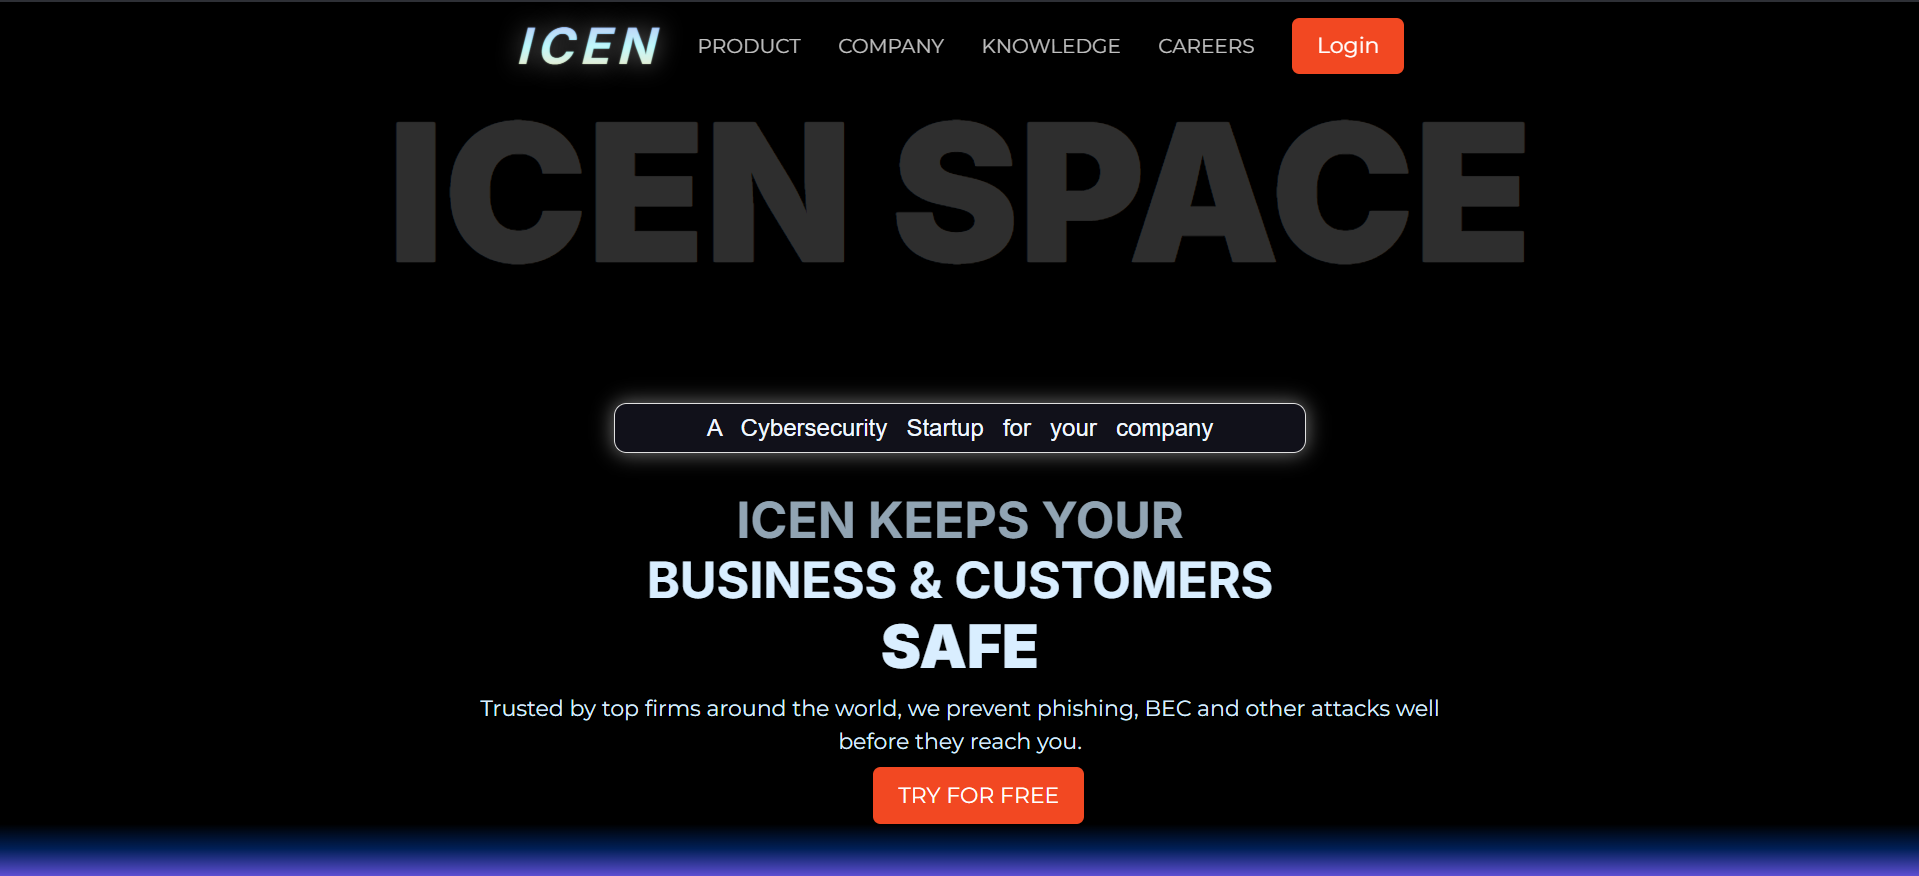 ICEN PRODUCT COMPANY KNOWLEDGE CAREERS Login
ICEN SPACE
A Cybersecurity Startup for your company
ICEN KEEPS YOUR
BUSINESS & CUSTOMERS
SAFE
Trusted by top firms around the world, we prevent phishing, BEC and other attacks well
before they reach you.
TRY FOR FREE